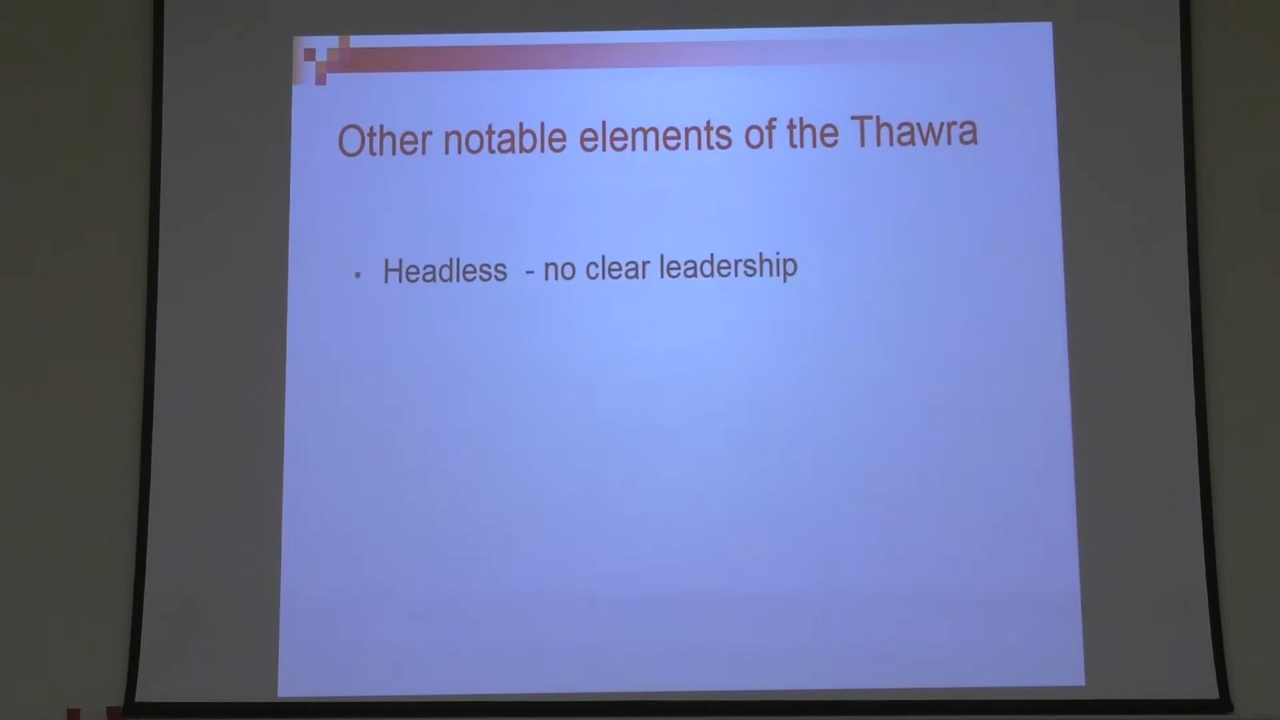 Other notable elements of the Thawra
• Headless - no clear leadership